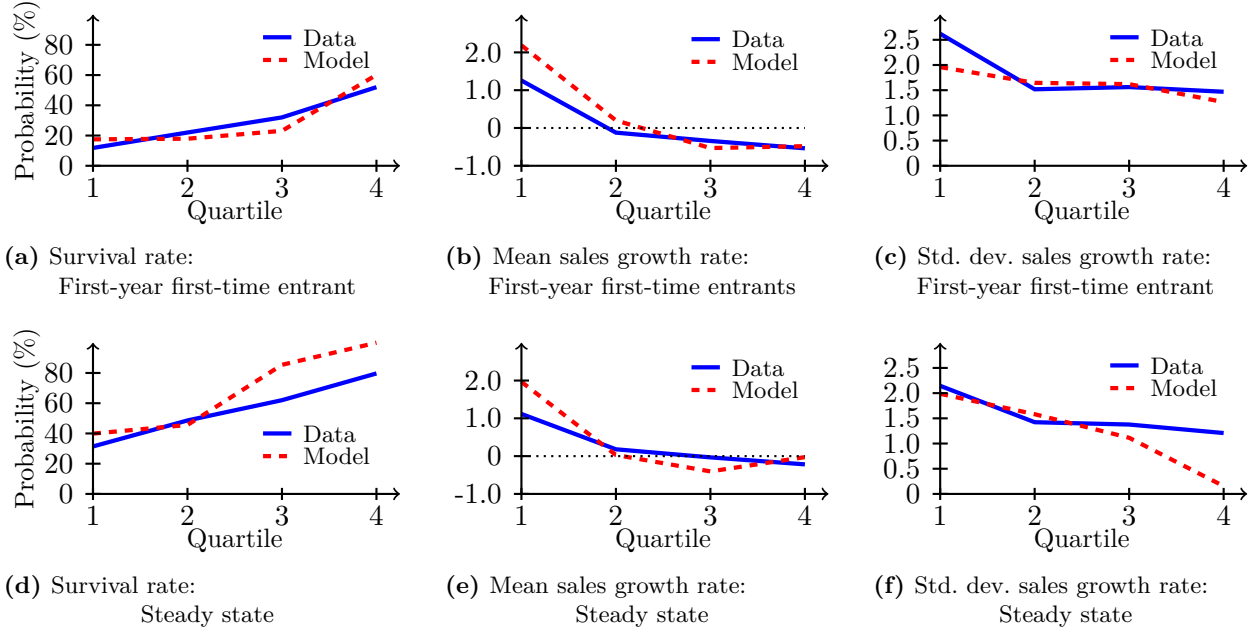 Probability (%)
80
60
40
20
0
1 2 3 4
Quartile
Data
Model
(a) Survival rate:
First-year first-time entrant
2.0
1.0
0
-1.0
1 2 3 4
Quartile
Data
Model
(b) Mean sales growth rate:
First-year first-time entrants
2.5
2.0
1.5
1.0
0.5
0
1 2 3 4
Quartile
Data
Model
(c) Std. dev. sales growth rate:
First-year first-time entrant
Probability (%)
80
60
40
20
0
1 2 3 4
Quartile
Data
Model
(d) Survival rate:
Steady state
2.0
1.0
0
-1.0
1 2 3 4
Quartile
Data
Model
(e) Mean sales growth rate:
Steady state
2.5
2.0
1.5
1.0
0.5
0
1 2 3 4
Quartile
Data
Model
(f) Std. dev. sales growth rate:
Steady state